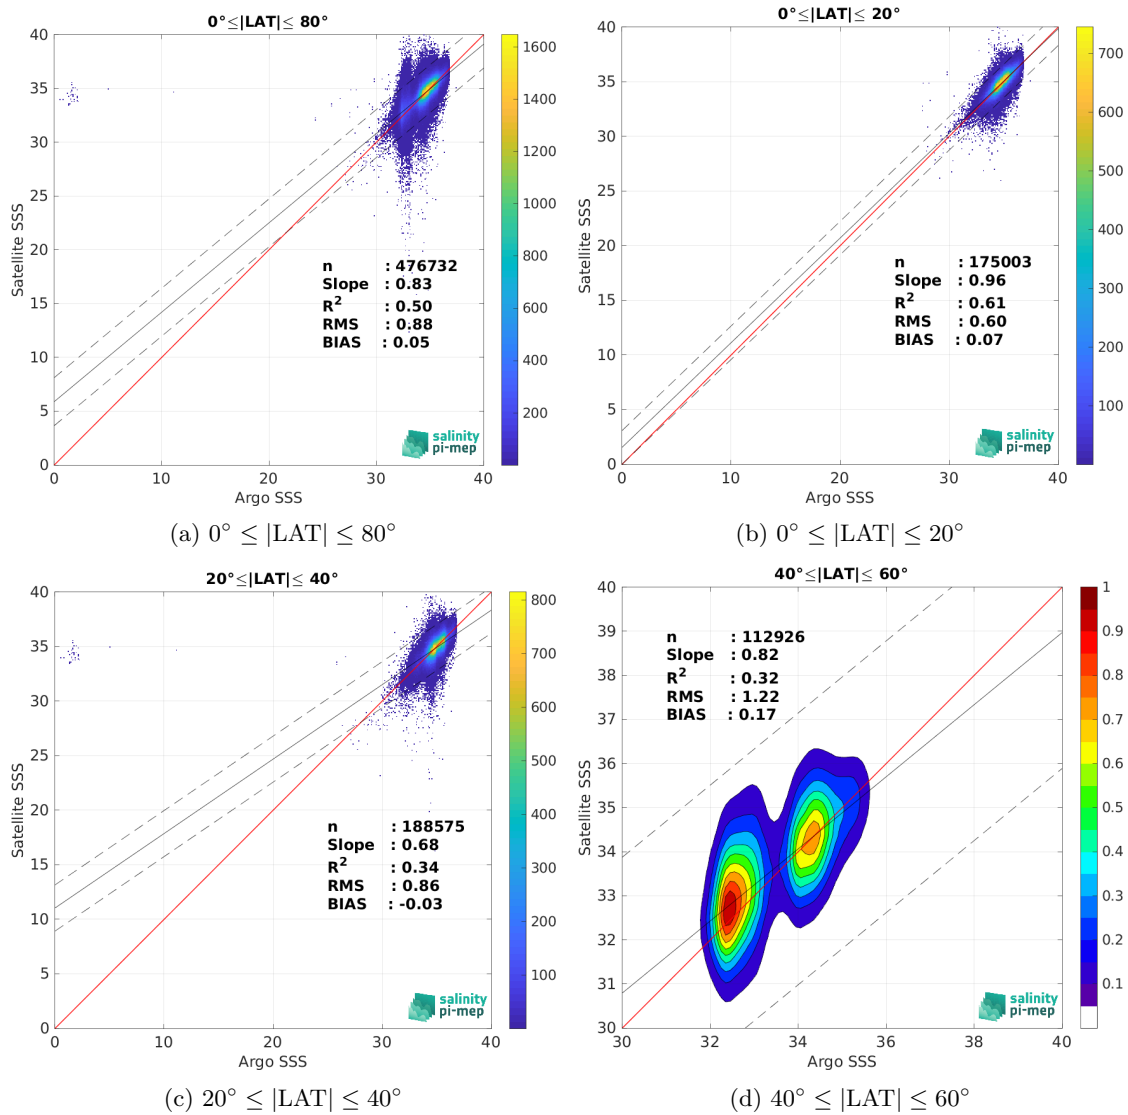 0°≤|LAT|≤ 80°
40
35
30
25
20
15
10
5
0
Satellite SSS
n : 476732
Slope : 0.83
R² : 0.50
RMS : 0.88
BIAS : 0.05
salinity
pi-mep
0 10 20 30 40
Argo SSS
1600
1400
1200
1000
800
600
400
200
(a) 0° ≤ |LAT| ≤ 80°
0°≤|LAT|≤ 20°
40
35
30
25
20
15
10
5
0
Satellite SSS
n : 175003
Slope : 0.96
R² : 0.61
RMS : 0.60
BIAS : 0.07
salinity
pi-mep
0 10 20 30 40
Argo SSS
700
600
500
400
300
200
100
(b) 0° ≤ |LAT| ≤ 20°
20°≤|LAT|≤ 40°
40
35
30
25
20
15
10
5
0
Satellite SSS
n : 188575
Slope : 0.68
R² : 0.34
RMS : 0.86
BIAS : -0.03
salinity
pi-mep
0 10 20 30 40
Argo SSS
800
700
600
500
400
300
200
100
0
(c) 20° ≤ |LAT| ≤ 40°
40°≤|LAT|≤ 60°
40
39
38
37
36
35
34
33
32
31
30
Satellite SSS
n : 112926
Slope : 0.82
R² : 0.32
RMS : 1.22
BIAS : 0.17
salinity
pi-mep
30 32 34 36 38 40
Argo SSS
1
0.9
0.8
0.7
0.6
0.5
0.4
0.3
0.2
0.1
(d) 40° ≤ |LAT| ≤ 60°